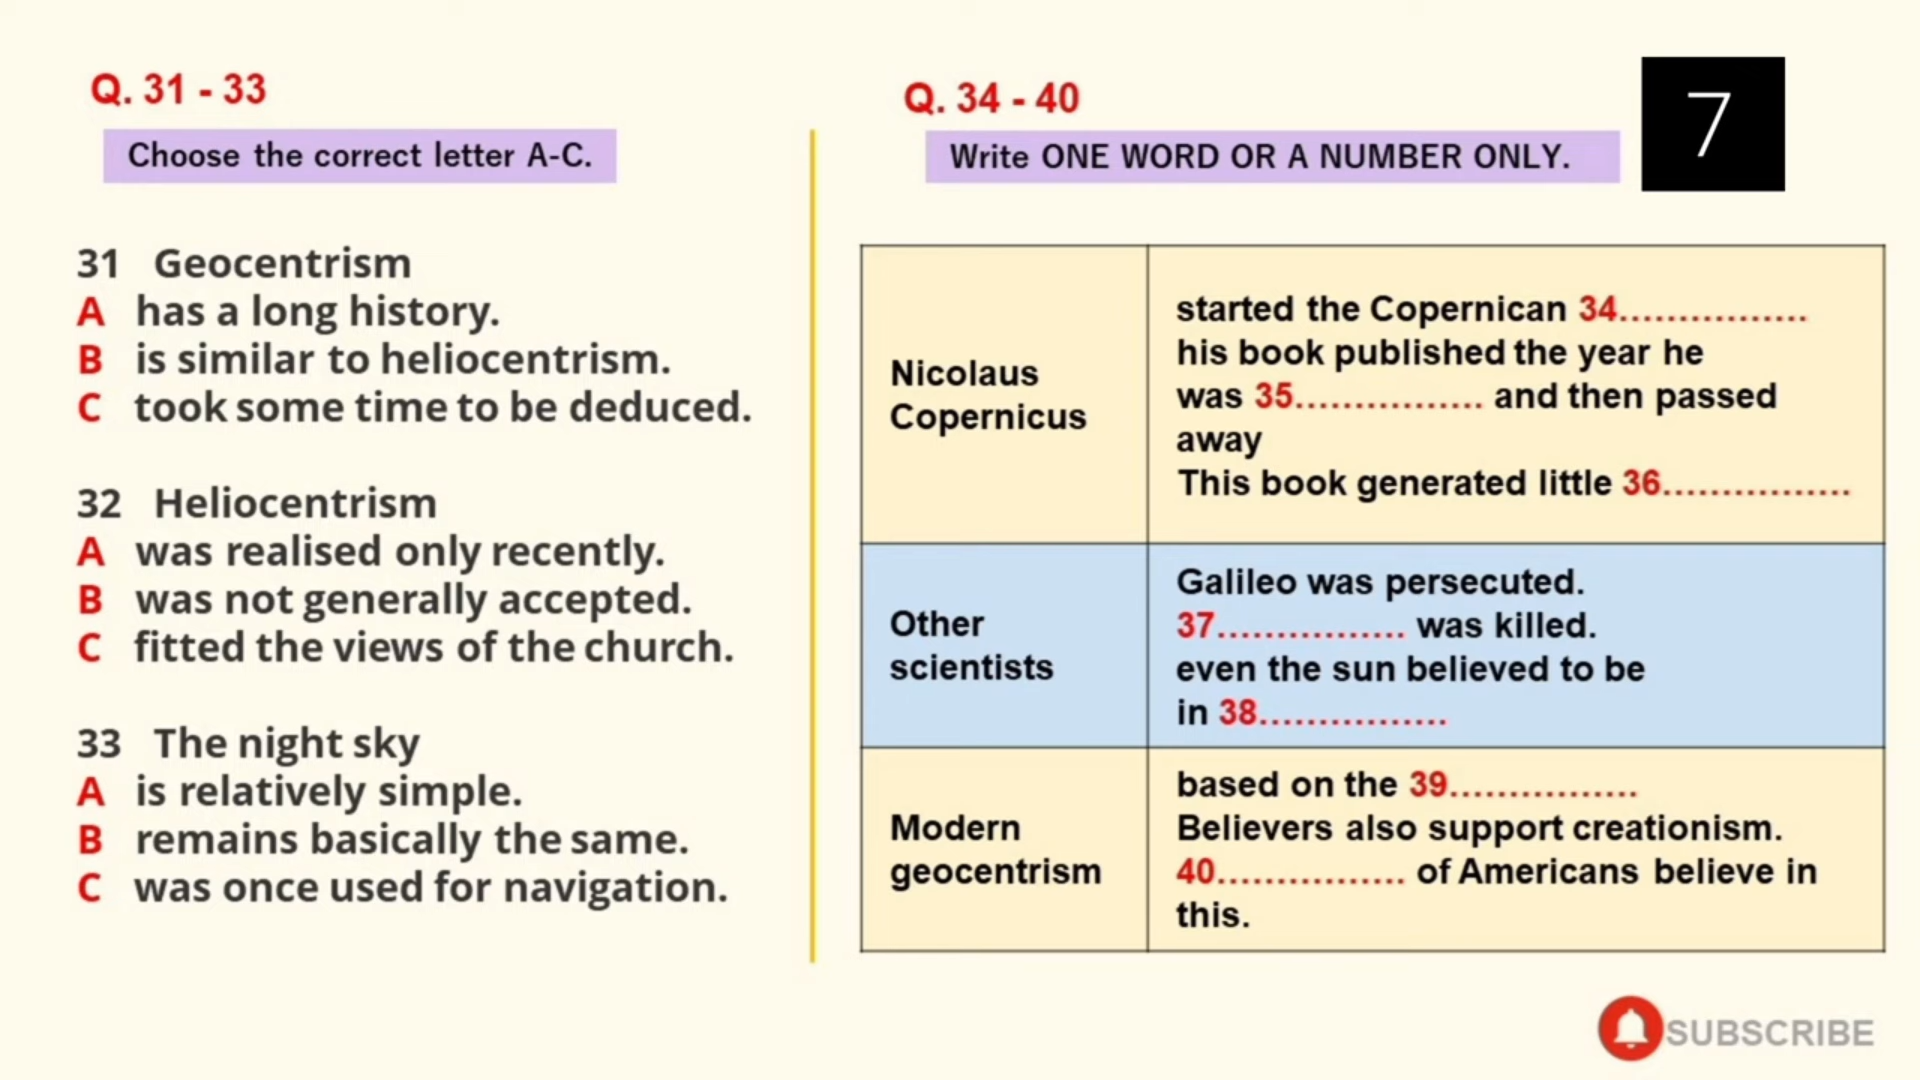 Q. 31 - 33
Choose the correct letter A-C.
31 Geocentrism
A has a long history.
B is similar to heliocentrism.
C took some time to be deduced.
32 Heliocentrism
A was realised only recently.
B was not generally accepted.
C fitted the views of the church.
33 The night sky
A is relatively simple.
B remains basically the same.
C was once used for navigation.
Q. 34 - 40
Write ONE WORD OR A NUMBER ONLY.
7
Nicolaus
Copernicus
started the Copernican 34................
his book published the year he
was 35................ and then passed
away
This book generated little 36................
Other
scientists
Galileo was persecuted.
37................ was killed.
even the sun believed to be
in 38................
Modern
geocentrism
based on the 39................
Believers also support creationism.
40................ of Americans believe in
this.
SUBSCRIBE